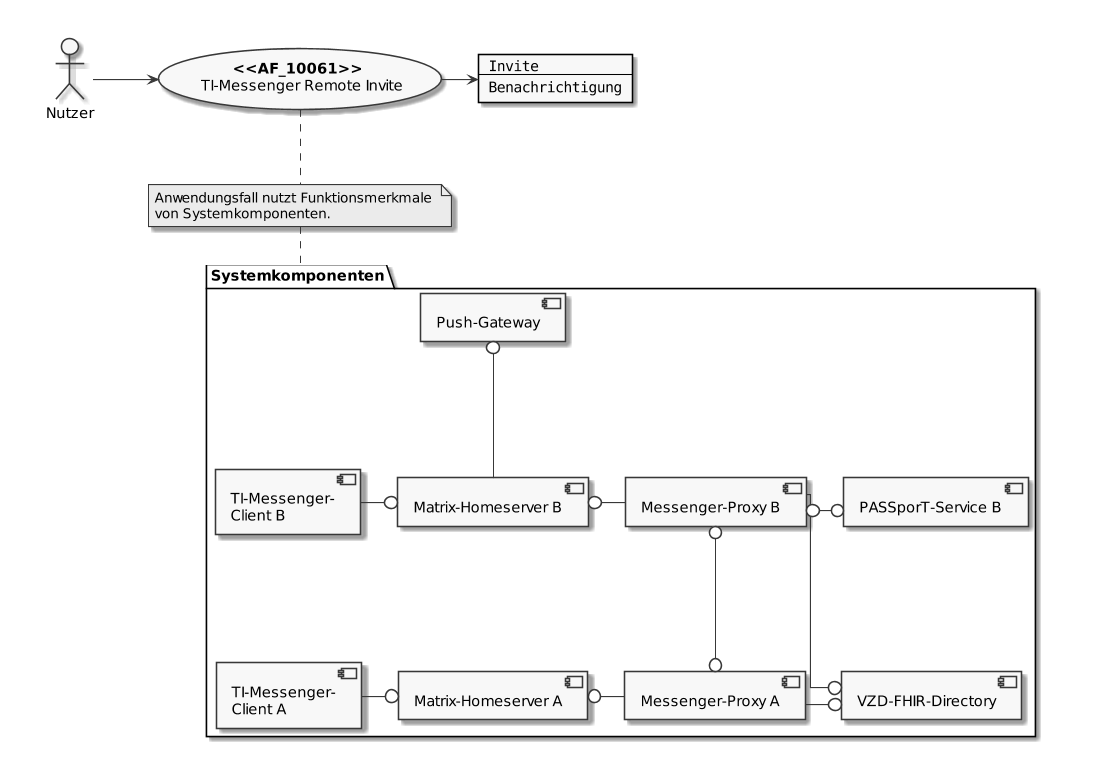 <<AF_10061>>
TI-Messenger Remote Invite
Invite
Benachrichtigung
Nutzer
Anwendungsfall nutzt Funktionsmerkmale
von Systemkomponenten.
Systemkomponenten
Push-Gateway
TI-Messenger-
Client B
Matrix-Homeserver B
Messenger-Proxy B
PASSporT-Service B
TI-Messenger-
Client A
Matrix-Homeserver A
Messenger-Proxy A
VZD-FHIR-Directory